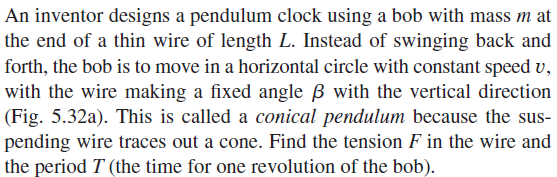 An inventor designs a pendulum clock using a bob with mass m at
the end of a thin wire of length L. Instead of swinging back and
forth, the bob is to move in a horizontal circle with constant speed v,
with the wire making a fixed angle β with the vertical direction
(Fig. 5.32a). This is called a conical pendulum because the sus-
pending wire traces out a cone. Find the tension F in the wire and
the period T (the time for one revolution of the bob).